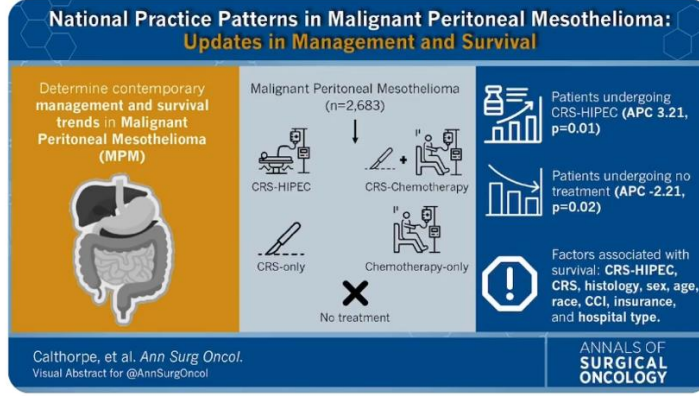 National Practice Patterns in Malignant Peritoneal Mesothelioma:
Updates in Management and Survival
Determine contemporary
management and survival
trends in Malignant
Peritoneal Mesothelioma
(MPM)
Malignant Peritoneal Mesothelioma
(n=2,683)
CRS-HIPEC
CRS-Chemotherapy
CRS-only
Chemotherapy-only
No treatment
Patients undergoing
CRS-HIPEC (APC 3.21,
p=0.01)
Patients undergoing no
treatment (APC -2.21,
p=0.02)
Factors associated with
survival: CRS-HIPEC,
CRS, histology, sex, age,
race, CCI, insurance,
and hospital type.
Calthorpe, et al. Ann Surg Oncol.
Visual Abstract for @AnnSurgOncol
ANNALS OF
SURGICAL
ONCOLOGY